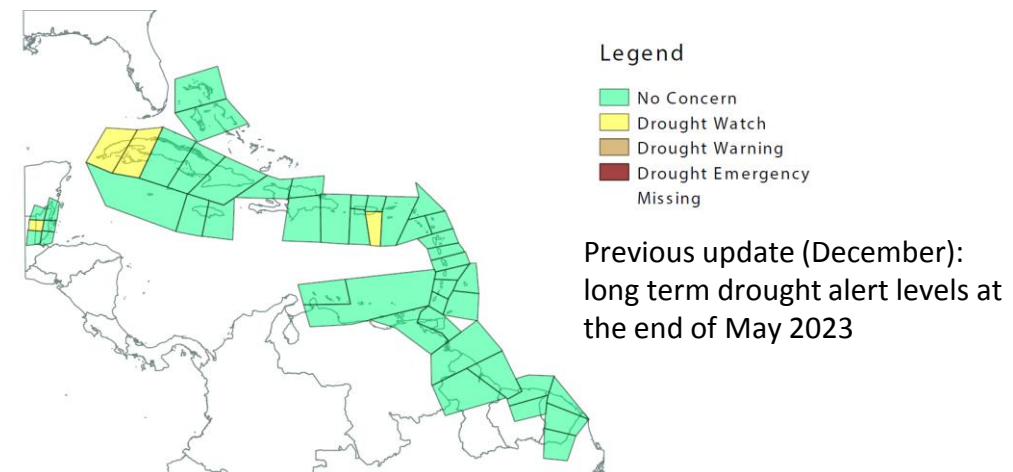 Legend
No Concern
Drought Watch
Drought Warning
Drought Emergency
Missing
Previous update (December):
long term drought alert levels at
the end of May 2023